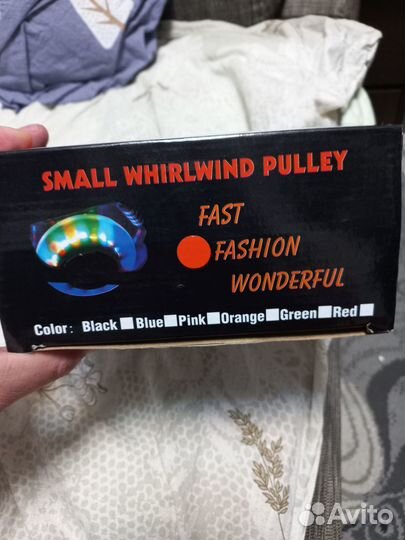 SMALL WHIRLWIND PULLEY
FAST
FASHION
WONDERFUL
Color: Black Blue Pink Orange Green Red
Avito